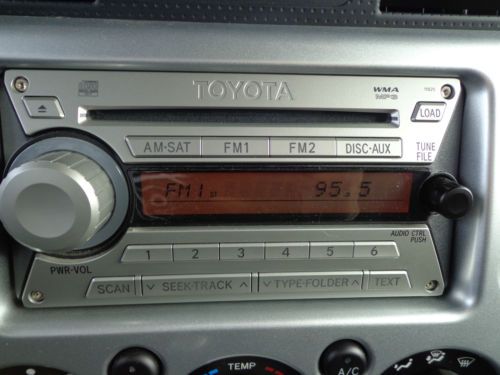 TOYOTA
WMA
MP3
LOAD
AM-SAT FM1 FM2 DISC-AUX
TUNE
FILE
FM1 ST 95.5
AUDIO CTRL
PUSH
1 2 3 4 5 6
PWR-VOL
SCAN ∨ SEEK-TRACK ∧ ∨ TYPE-FOLDER ∧ TEXT
TEMP
A/C